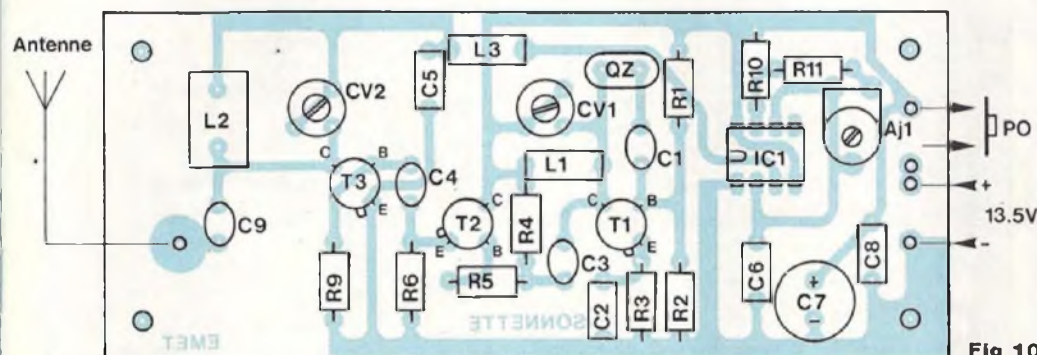 Antenne
L2
CV2
C5
L3
QZ
CV1
R1
R10
R11
Aj1
PO
IC1
C1
L1
C
B
T3
E
C4
C
T2
E
B
R4
C
B
T1
E
+
13.5V
-
C9
R9
R6
R5
C3
C2
R3
R2
C6
+
C7
-
C8
SONNETTE
EMET
Fig. 10